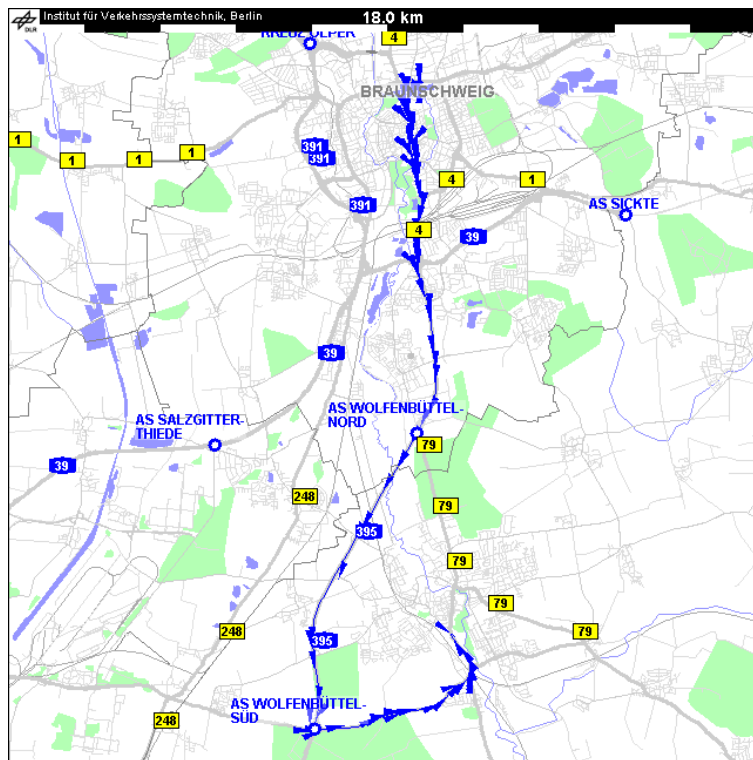 DLR
Institut für Verkehrssystemtechnik, Berlin
18.0 km
KREUZ ÖLPER
4
BRAUNSCHWEIG
1
1
1
1
391
391
4
1
391
AS SICKTE
4
39
39
AS WOLFENBÜTTEL-
NORD
AS SALZGITTER-
THIEDE
79
39
248
79
395
79
79
248
79
395
AS WOLFENBÜTTEL-
SÜD
248